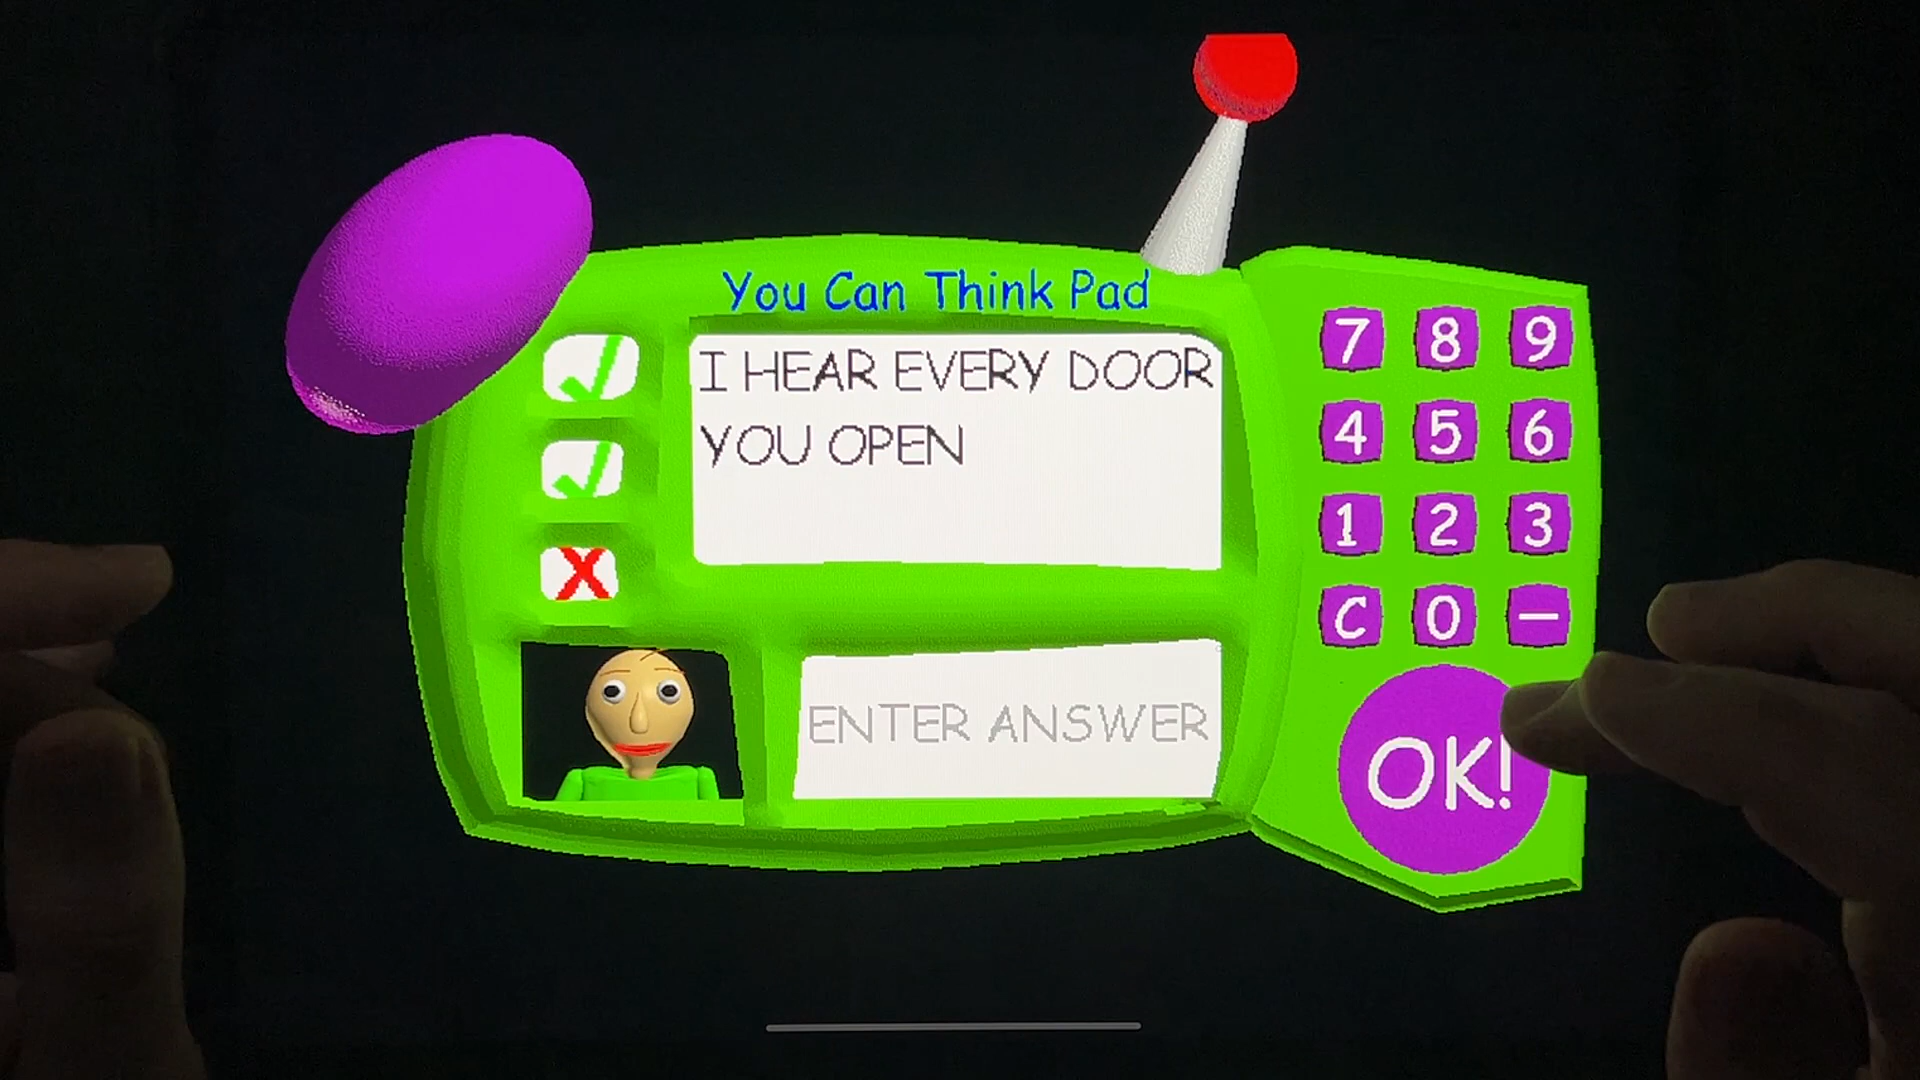 You Can Think Pad
I HEAR EVERY DOOR
YOU OPEN
7 8 9
4 5 6
1 2 3
C 0 −
X
ENTER ANSWER
OK!